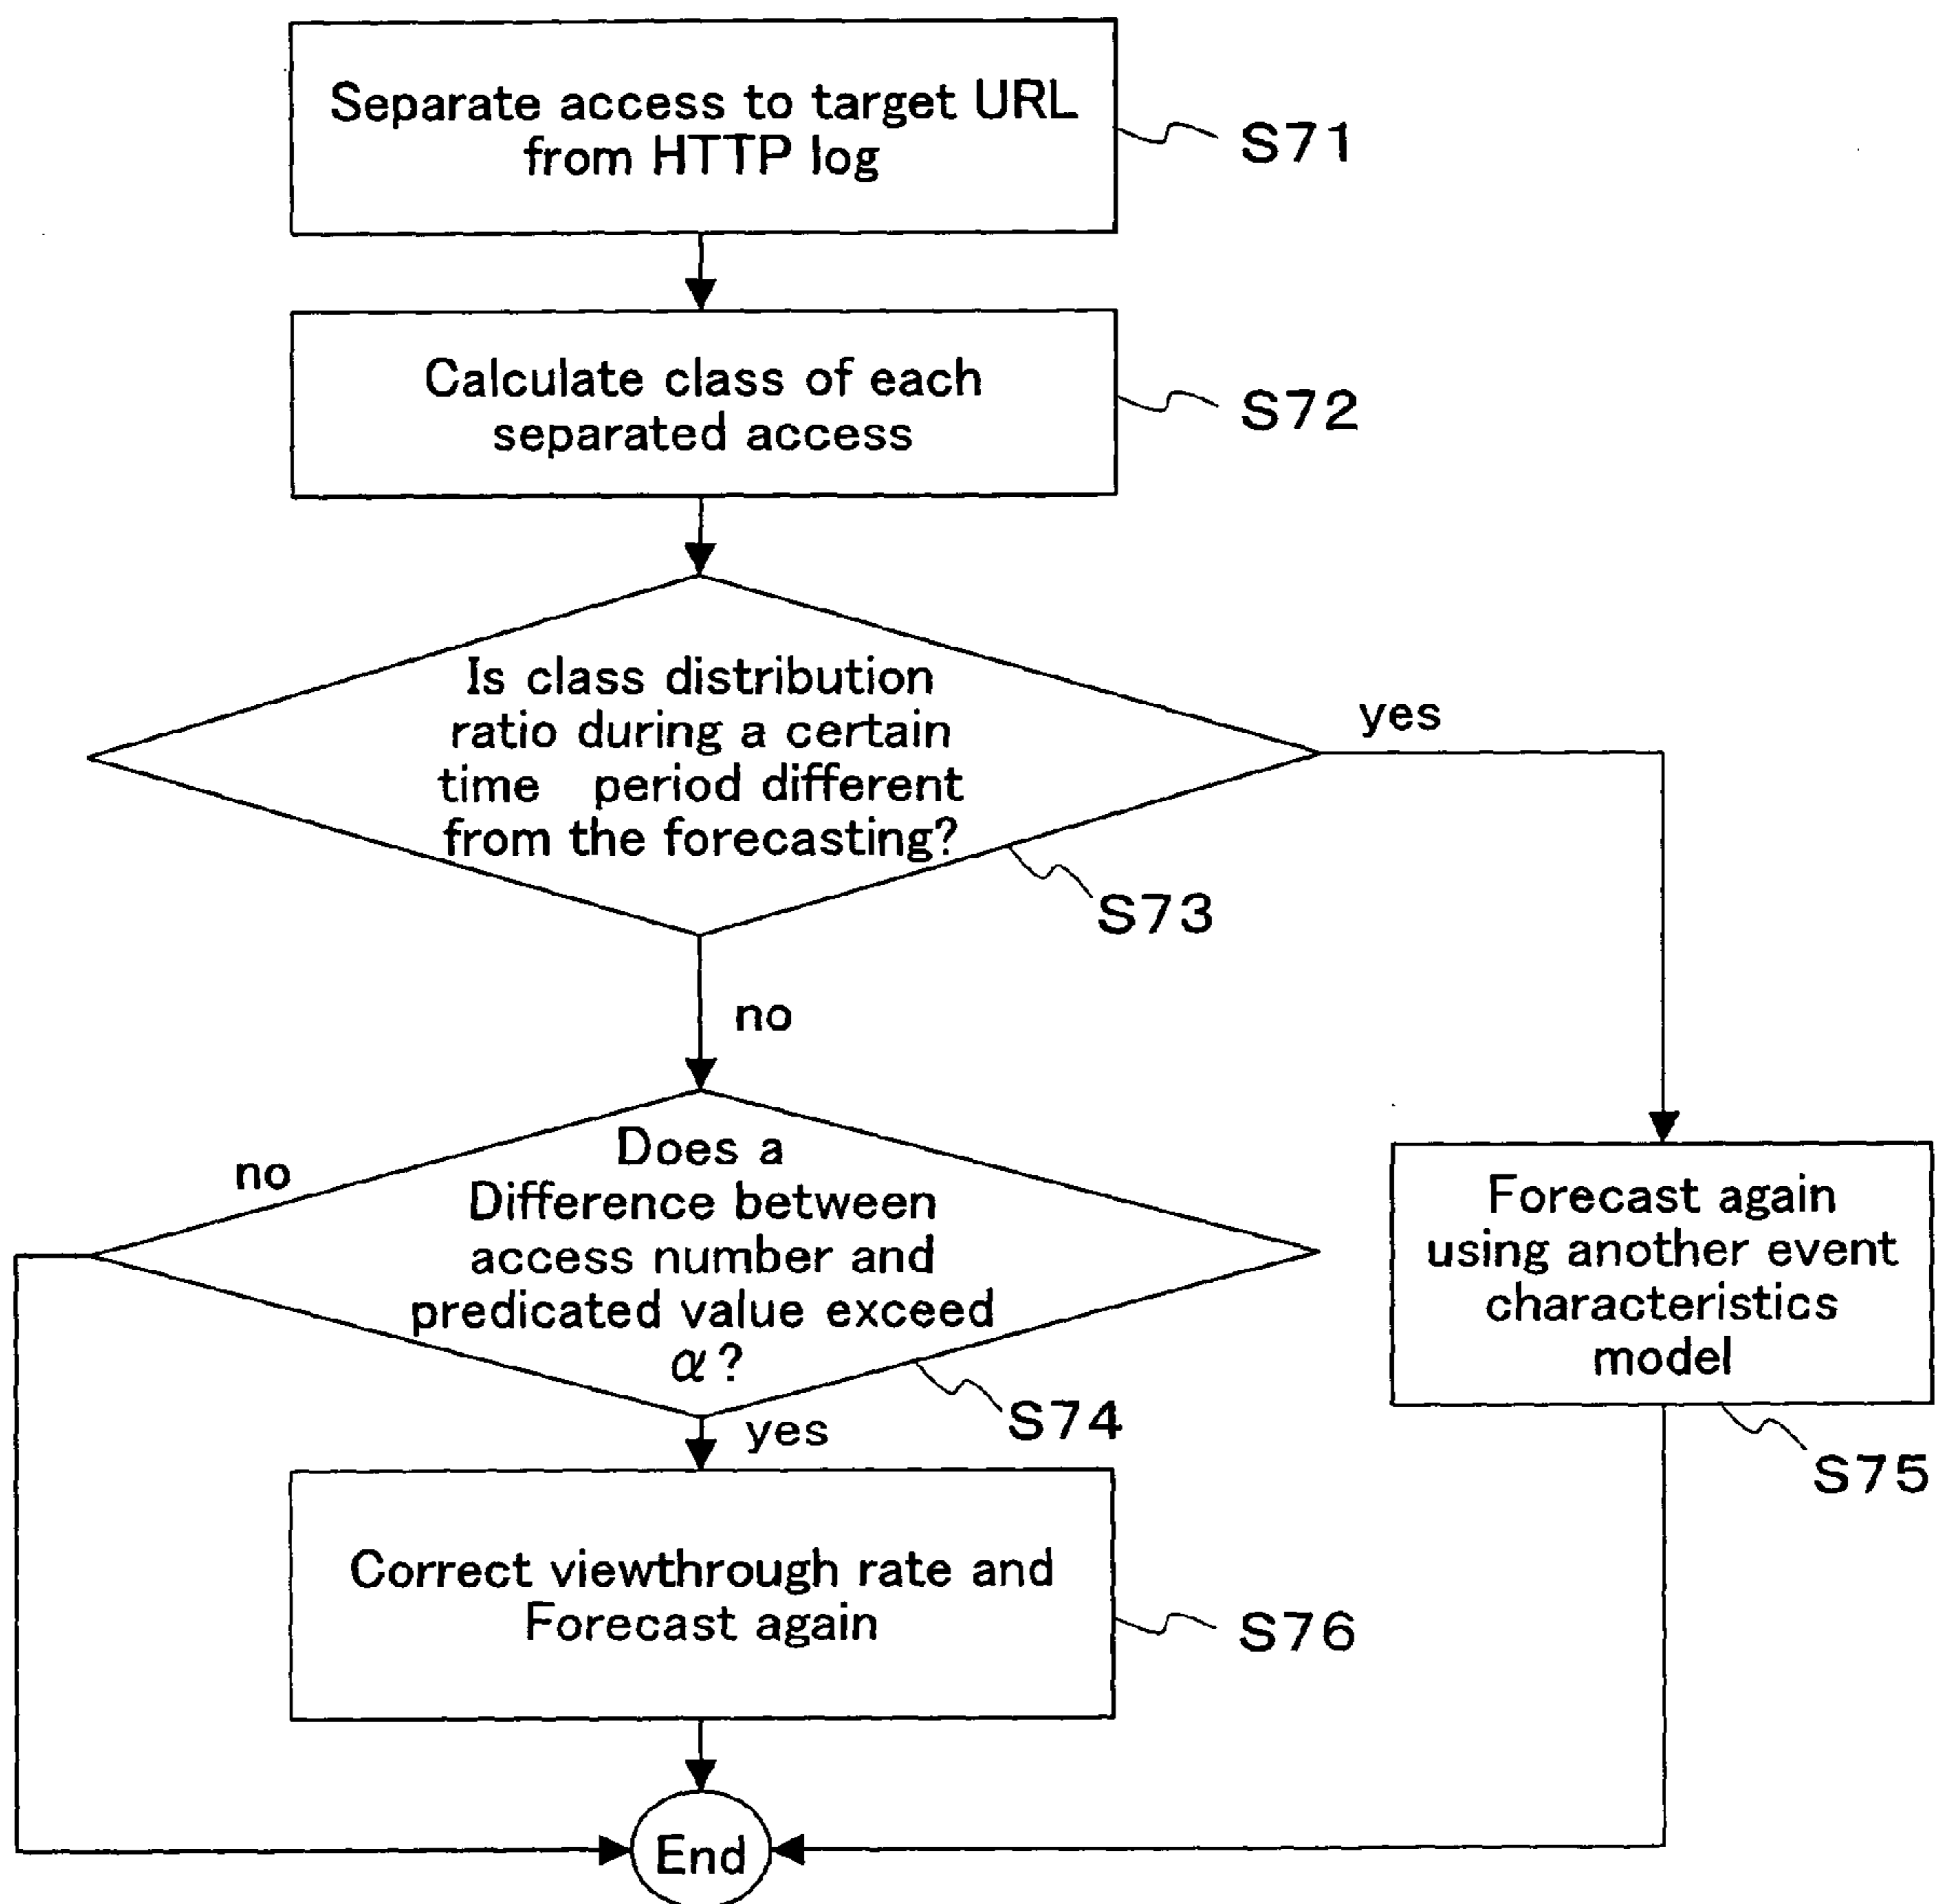 Separate access to target URL
from HTTP log
S71
Calculate class of each
separated access
S72
Is class distribution
ratio during a certain
time period different
from the forecasting?
yes
S73
no
Does a
Difference between
access number and
predicated value exceed
α?
no
S74
yes
Forecast again
using another event
characteristics
model
S75
Correct viewthrough rate and
Forecast again
S76
End